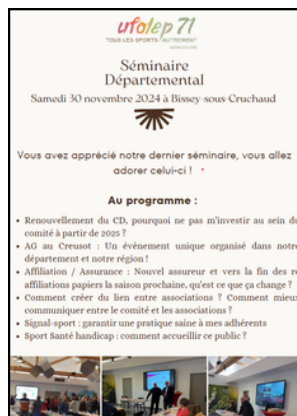 ufolep 71
TOUS LES SPORTS AUTREMENT
Séminaire
Départemental
Samedi 30 novembre 2024 à Bissey-sous-Cruchaud
Vous avez apprécié notre dernier séminaire, vous allez
adorer celui-ci !
Au programme :
• Renouvellement du CD, pourquoi ne pas m'investir au sein du
comité à partir de 2025 ?
• AG au Creusot : Un évènement unique organisé dans notre
département et notre région !
• Affiliation / Assurance : Nouvel assureur et vers la fin des ré
affiliations papiers la saison prochaine, qu'est ce que ça change ?
• Comment créer du lien entre associations ? Comment mieux
communiquer entre le comité et les associations ?
• Signal-sport : garantir une pratique saine à mes adhérents
• Sport Santé handicap : comment accueillir ce public ?